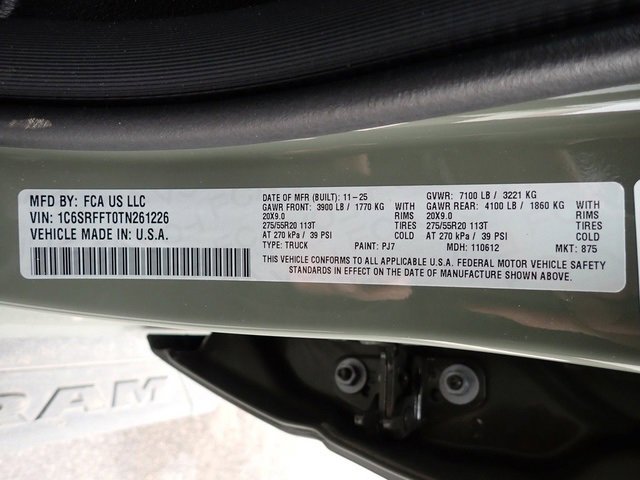 MFD BY: FCA US LLC
VIN: 1C6SRFFT0TN261226
VEHICLE MADE IN: U.S.A.
DATE OF MFR (BUILT): 11-25
GAWR FRONT: 3900 LB / 1770 KG WITH
20X9.0 RIMS
275/55R20 113T TIRES
AT 270 kPa / 39 PSI COLD
TYPE: TRUCK PAINT: PJ7
GVWR: 7100 LB / 3221 KG
GAWR REAR: 4100 LB / 1860 KG WITH
20X9.0 RIMS
275/55R20 113T TIRES
AT 270 kPa / 39 PSI COLD
MDH: 110612 MKT: 875
THIS VEHICLE CONFORMS TO ALL APPLICABLE U.S.A. FEDERAL MOTOR VEHICLE SAFETY
STANDARDS IN EFFECT ON THE DATE OF MANUFACTURE SHOWN ABOVE.
RAM